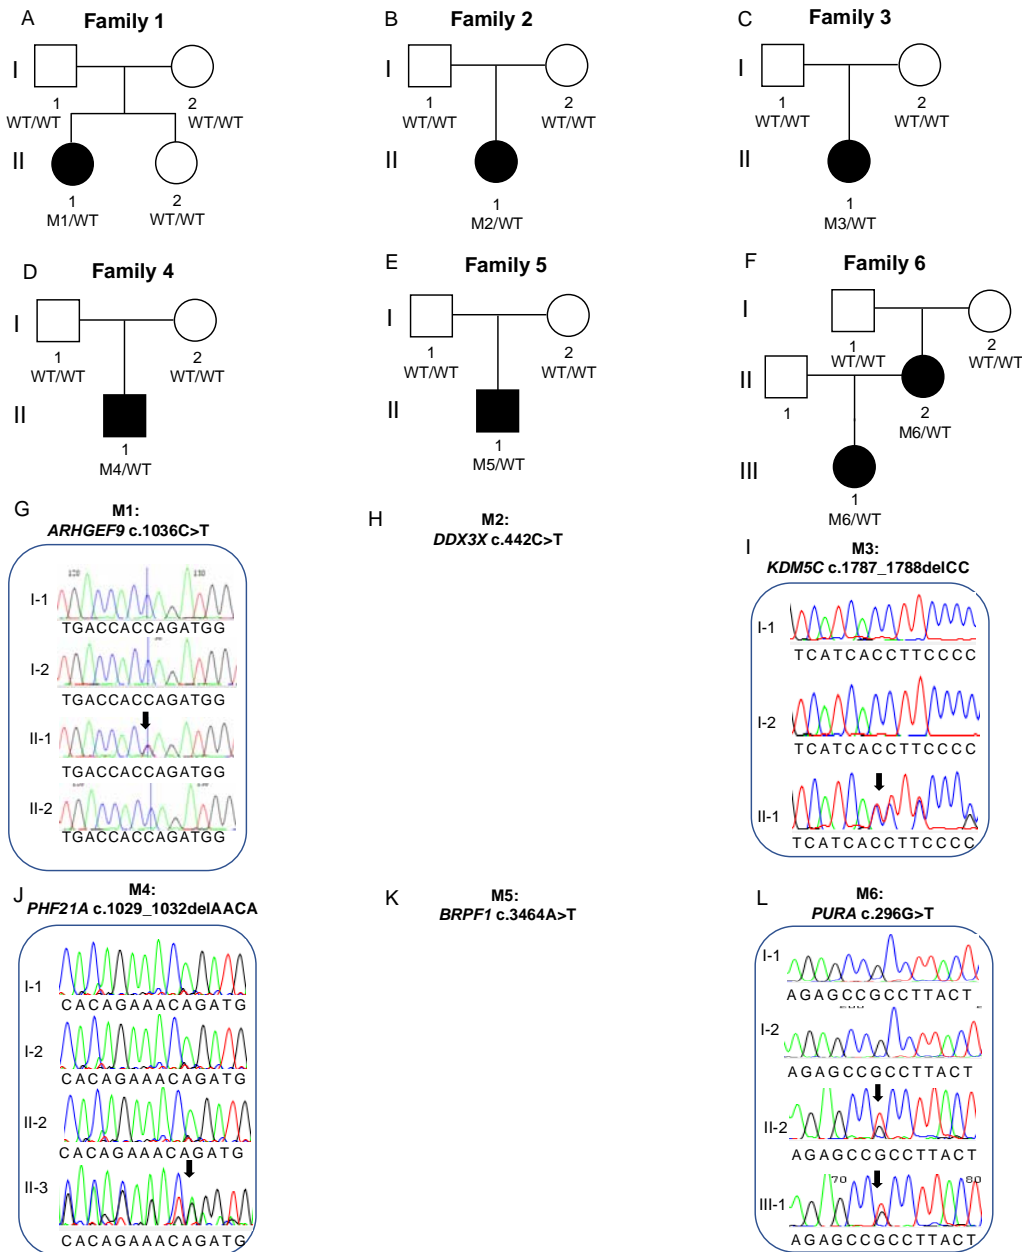 A
Family 1
I
1
WT/WT
2
WT/WT
II
1
M1/WT
2
WT/WT
B
Family 2
I
1
WT/WT
2
WT/WT
II
1
M2/WT
C
Family 3
I
1
WT/WT
2
WT/WT
II
1
M3/WT
D
Family 4
I
1
WT/WT
2
WT/WT
II
1
M4/WT
E
Family 5
I
1
WT/WT
2
WT/WT
II
1
M5/WT
F
Family 6
I
1
WT/WT
2
WT/WT
II
1
2
M6/WT
III
1
M6/WT
G
M1:
ARHGEF9 c.1036C>T
I-1
TGACCACCAGATGG
I-2
TGACCACCAGATGG
II-1
TGACCACCAGATGG
II-2
TGACCACCAGATGG
H
M2:
DDX3X c.442C>T
I
M3:
KDM5C c.1787_1788delCC
I-1
TCATCACCTTCCCC
I-2
TCATCACCTTCCCC
II-1
TCATCACCTTCCCC
J
M4:
PHF21A c.1029_1032delAACA
I-1
CACAGAAACAGATG
I-2
CACAGAAACAGATG
II-2
CACAGAAACAGATG
II-3
CACAGAAACAGATG
K
M5:
BRPF1 c.3464A>T
L
M6:
PURA c.296G>T
I-1
AGAGCCGCCTTACT
I-2
AGAGCCGCCTTACT
II-2
AGAGCCGCCTTACT
70
80
III-1
AGAGCCGCCTTACT